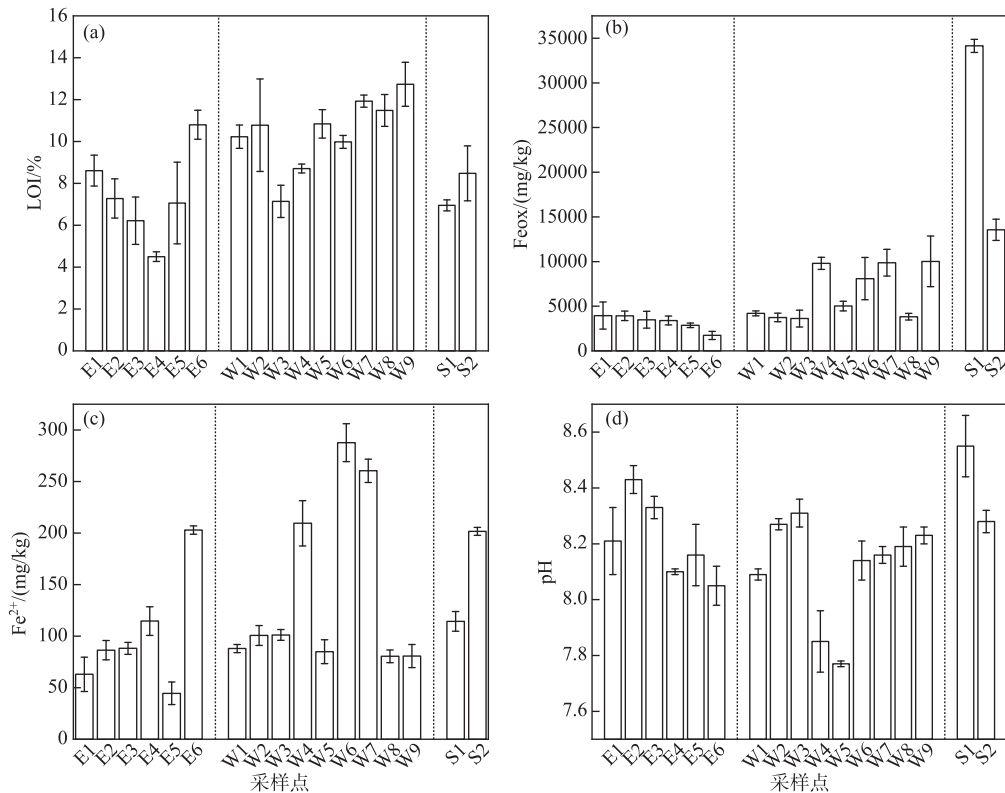 (a)
LOI/%
16
14
12
10
8
6
4
2
0
E1 E2 E3 E4 E5 E6 W1 W2 W3 W4 W5 W6 W7 W8 W9 S1 S2
(b)
Feox/(mg/kg)
35000
30000
25000
20000
15000
10000
5000
0
E1 E2 E3 E4 E5 E6 W1 W2 W3 W4 W5 W6 W7 W8 W9 S1 S2
(c)
Fe²⁺/(mg/kg)
300
250
200
150
100
50
0
E1 E2 E3 E4 E5 E6 W1 W2 W3 W4 W5 W6 W7 W8 W9 S1 S2
采样点
(d)
pH
8.6
8.4
8.2
8.0
7.8
7.6
E1 E2 E3 E4 E5 E6 W1 W2 W3 W4 W5 W6 W7 W8 W9 S1 S2
采样点